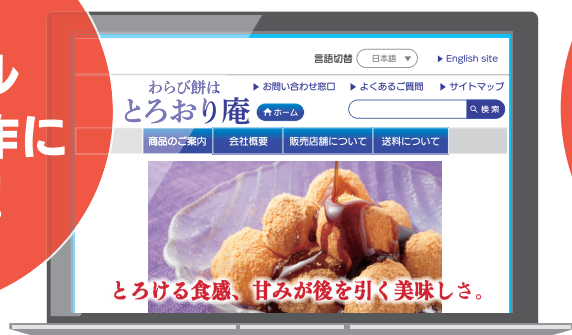 ル
作に
！
言語切替 日本語 ▼ ▶ English site
わらび餅は
とろおり庵
▶ お問い合わせ窓口 ▶ よくあるご質問 ▶ サイトマップ
ホーム
検索
商品のご案内 会社概要 販売店舗について 送料について
とろける食感、甘みが後を引く美味しさ。